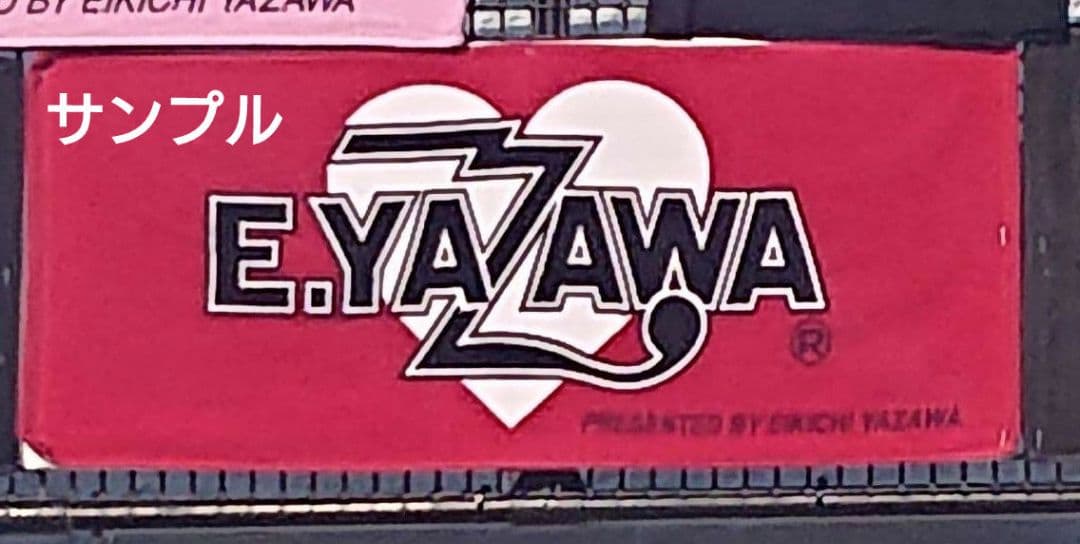 D BY EIKICHI YAZAWA
サンプル
E.YAZAWA
®
PRESENTED BY EIKICHI YAZAWA